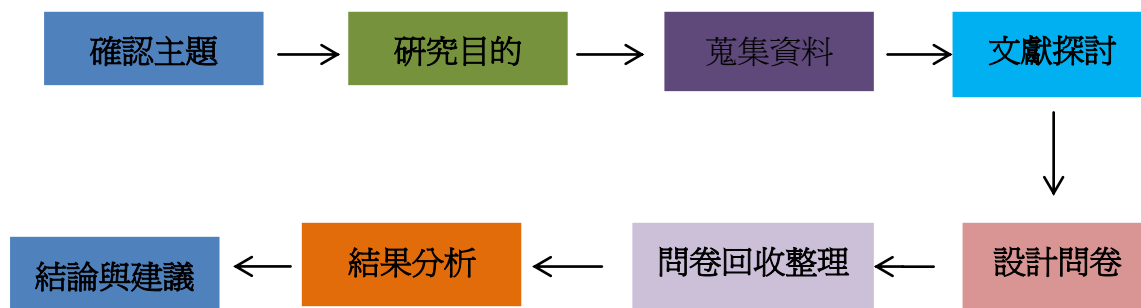 確認主題
研究目的
蒐集資料
文獻探討
設計問卷
問卷回收整理
結果分析
結論與建議